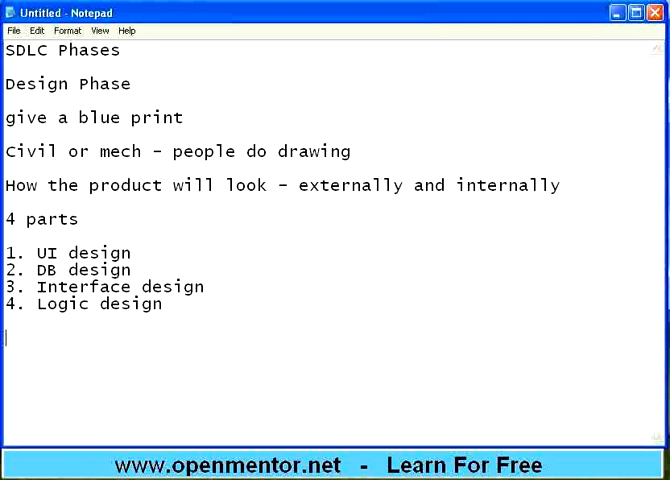 Untitled - Notepad
File Edit Format View Help
SDLC Phases
Design Phase
give a blue print
Civil or mech - people do drawing
How the product will look - externally and internally
4 parts
1. UI design
2. DB design
3. Interface design
4. Logic design
www.openmentor.net - Learn For Free